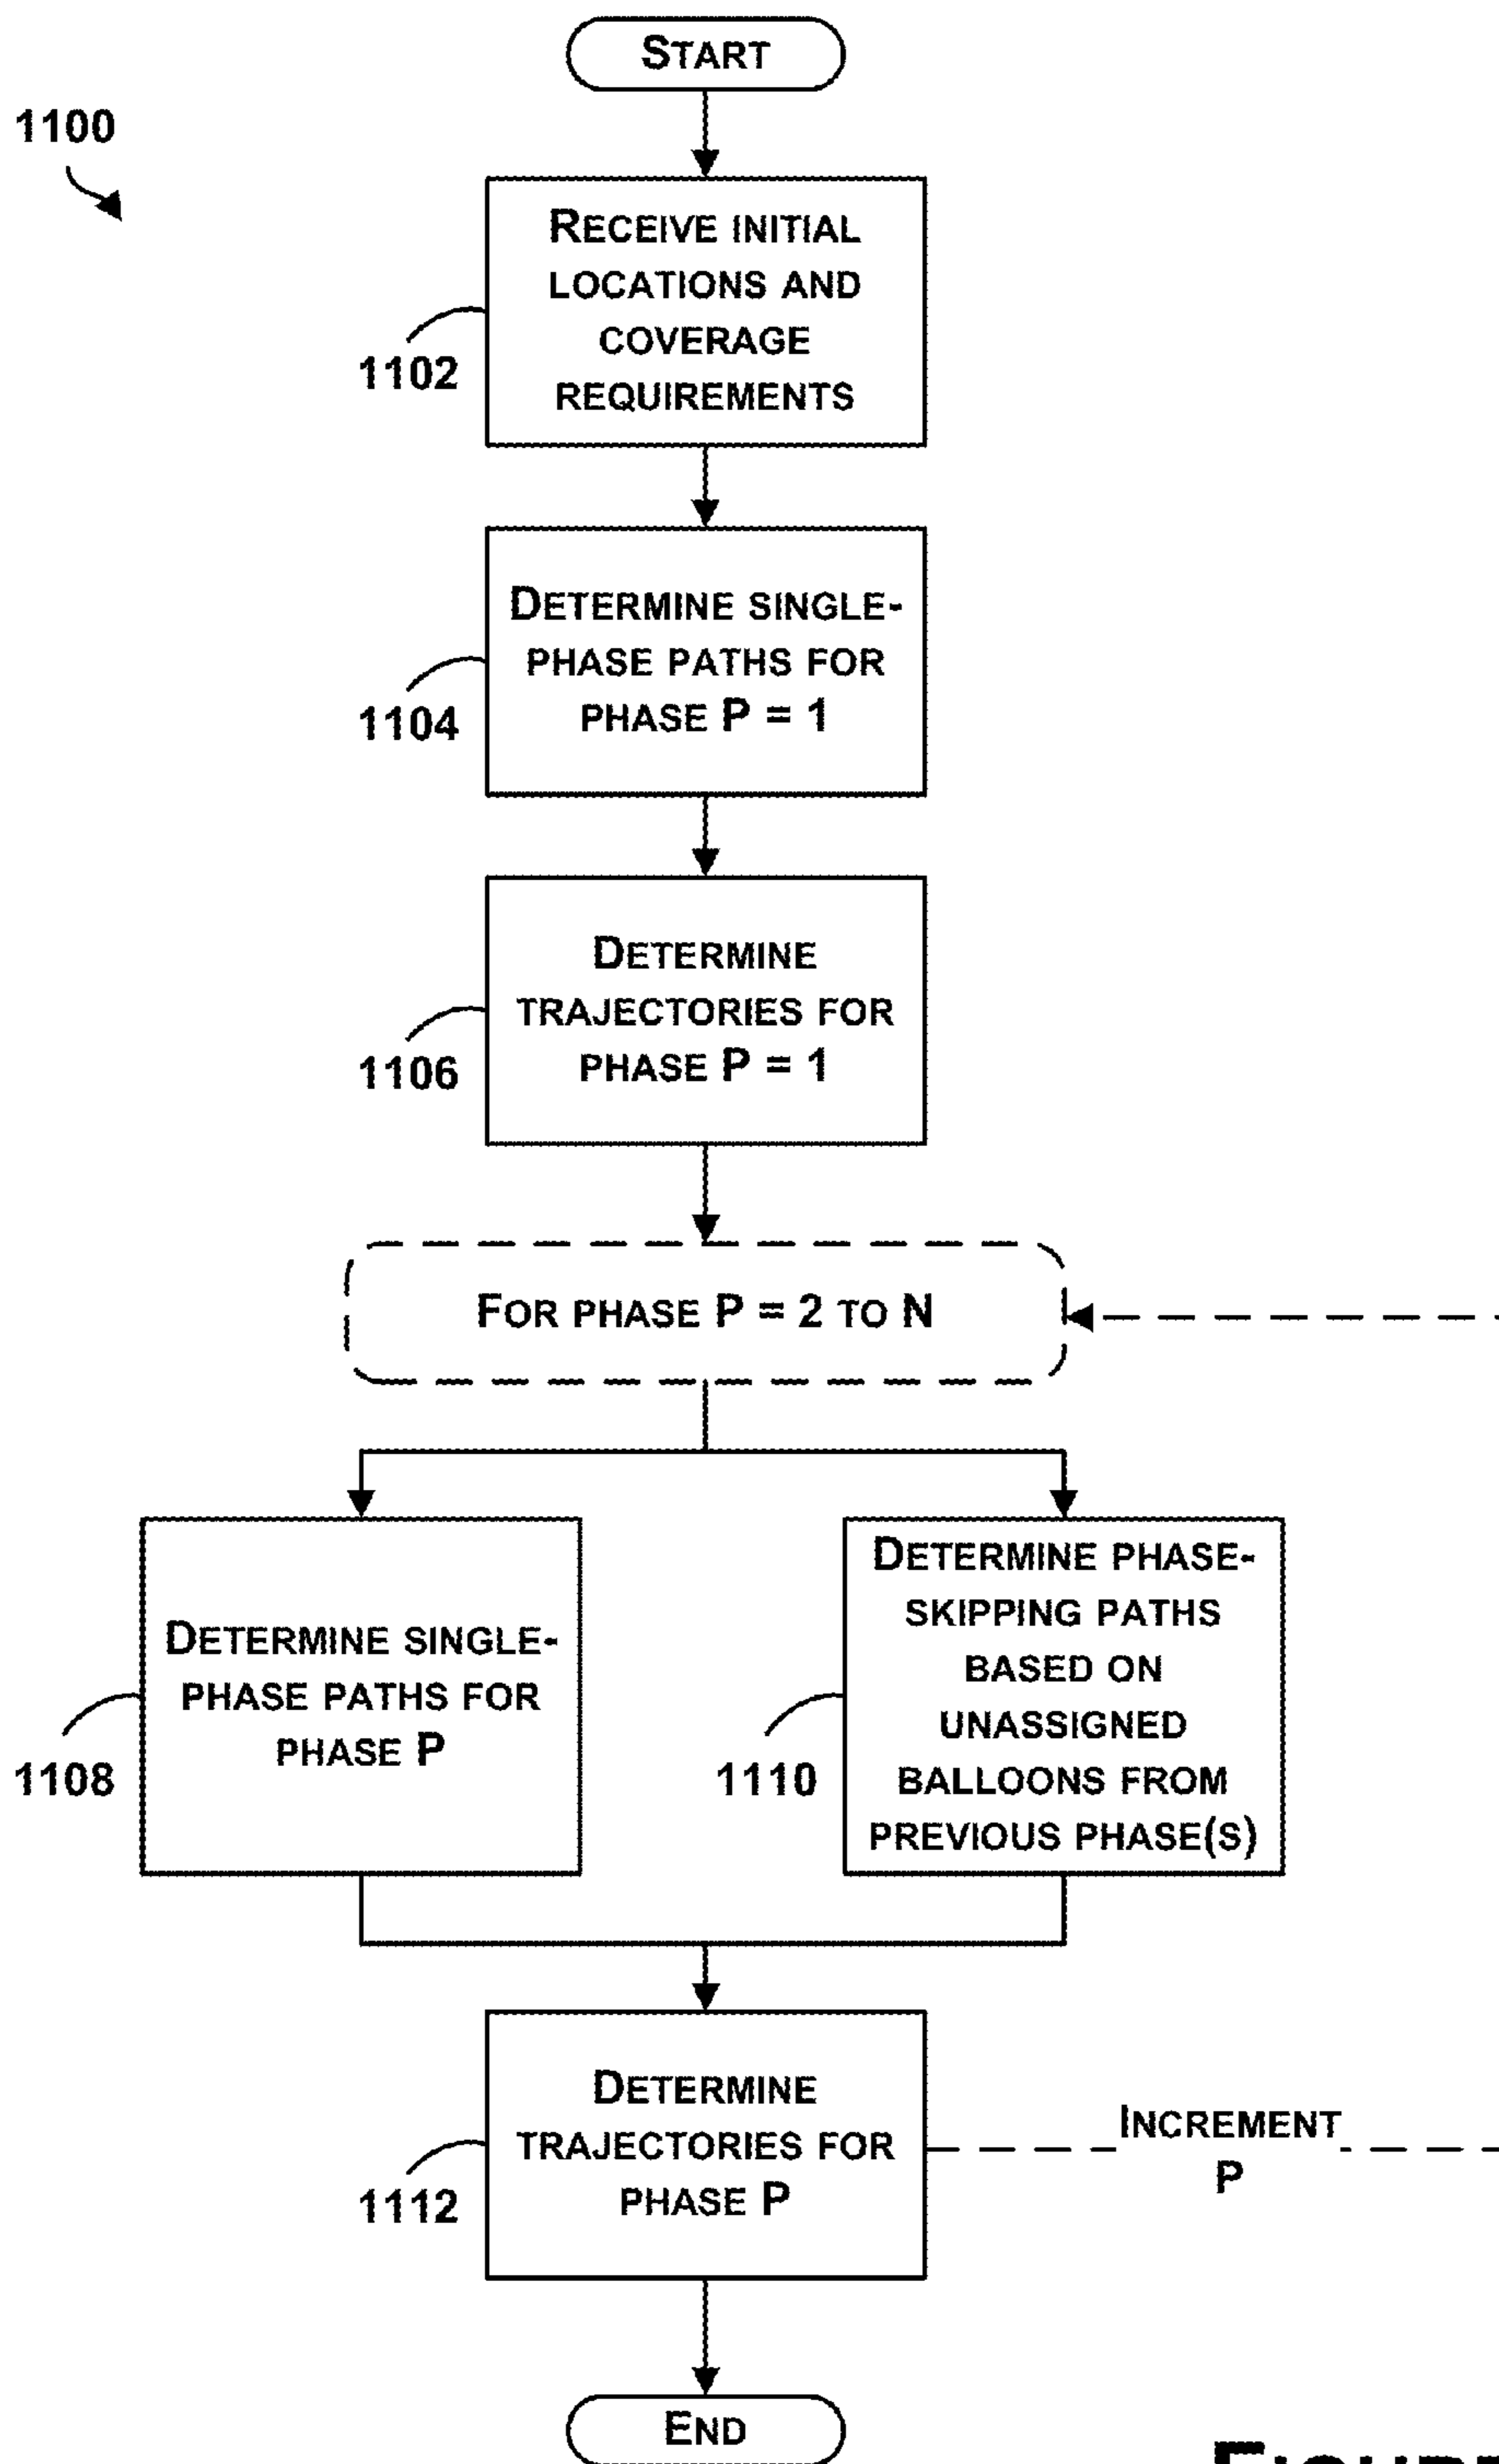 START
1100
RECEIVE INITIAL
LOCATIONS AND
COVERAGE
REQUIREMENTS
1102
DETERMINE SINGLE-
PHASE PATHS FOR
PHASE P = 1
1104
DETERMINE
TRAJECTORIES FOR
PHASE P = 1
1106
FOR PHASE P = 2 TO N
DETERMINE SINGLE-
PHASE PATHS FOR
PHASE P
1108
DETERMINE PHASE-
SKIPPING PATHS
BASED ON
UNASSIGNED
BALLOONS FROM
PREVIOUS PHASE(S)
1110
DETERMINE
TRAJECTORIES FOR
PHASE P
1112
INCREMENT
P
END